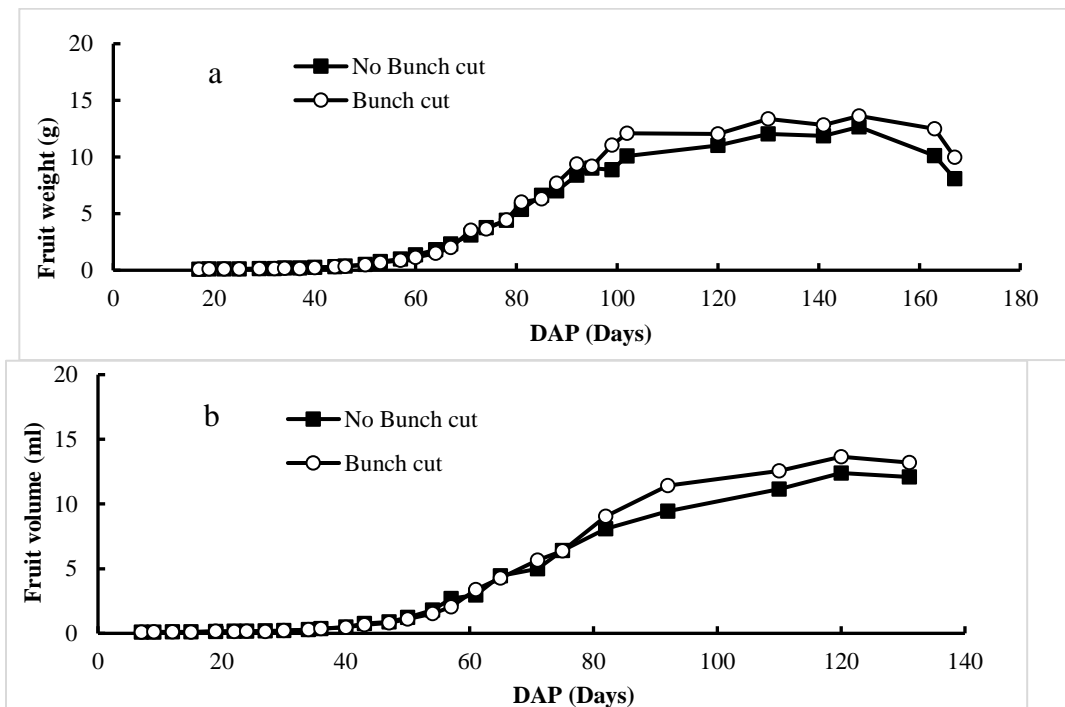 a
No Bunch cut
Bunch cut
Fruit weight (g)
20
15
10
5
0
0 20 40 60 80 100 120 140 160 180
DAP (Days)
b
No Bunch cut
Bunch cut
Fruit volume (ml)
20
15
10
5
0
0 20 40 60 80 100 120 140
DAP (Days)